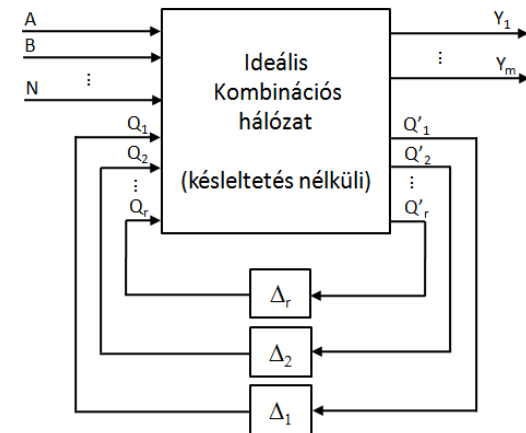 A
B
⋮
N
Q₁
Q₂
⋮
Qᵣ
Ideális
Kombinációs
hálózat
(késleltetés nélküli)
Y₁
⋮
Yₘ
Q'₁
Q'₂
⋮
Q'ᵣ
Δᵣ
Δ₂
Δ₁